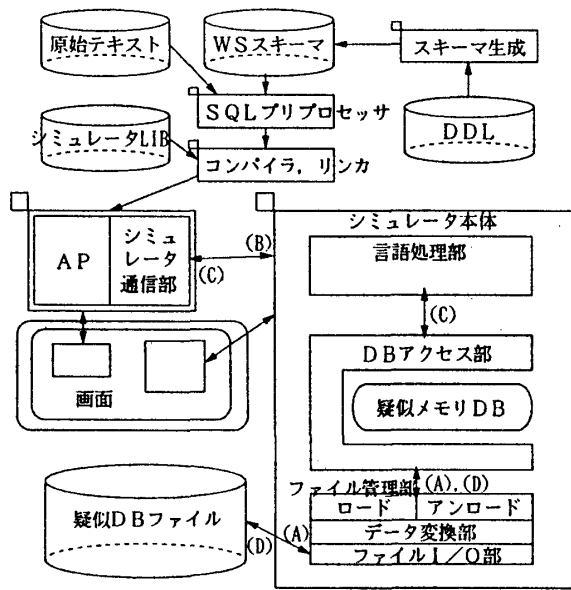 原始テキスト
WSスキーマ
スキーマ生成
SQLプリプロセッサ
シミュレータLIB
DDL
コンパイラ,リンカ
シミュレータ本体
AP
シミュ
レータ
通信部
(B)
(C)
言語処理部
(C)
DBアクセス部
画面
疑似メモリDB
ファイル管理部
(A),(D)
疑似DBファイル
ロード
アンロード
(A)
(D)
データ変換部
ファイルI/O部